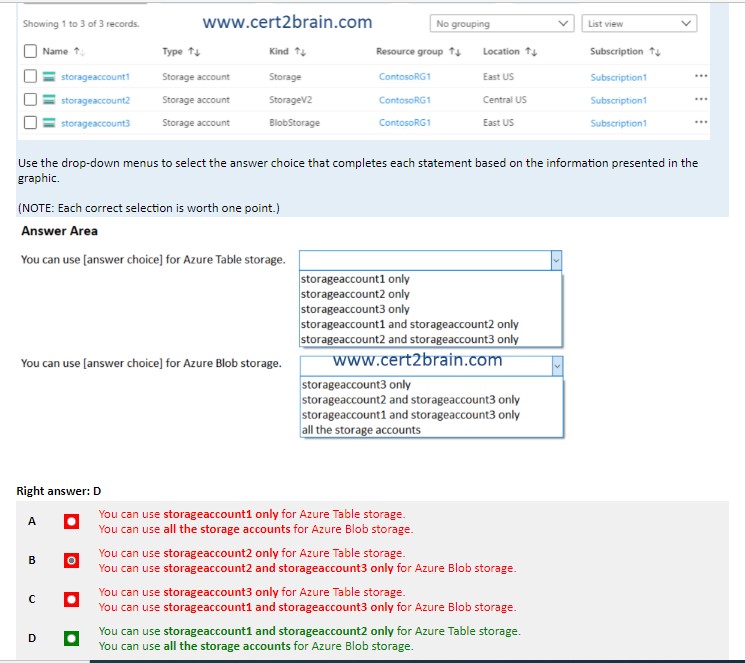 Showing 1 to 3 of 3 records.
www.cert2brain.com
No grouping
List view
Name ↑↓ Type ↑↓ Kind ↑↓ Resource group ↑↓ Location ↑↓ Subscription ↑↓
storageaccount1 Storage account Storage ContosoRG1 East US Subscription1 ...
storageaccount2 Storage account StorageV2 ContosoRG1 Central US Subscription1 ...
storageaccount3 Storage account BlobStorage ContosoRG1 East US Subscription1 ...
Use the drop-down menus to select the answer choice that completes each statement based on the information presented in the
graphic.
(NOTE: Each correct selection is worth one point.)
Answer Area
You can use [answer choice] for Azure Table storage.
storageaccount1 only
storageaccount2 only
storageaccount3 only
storageaccount1 and storageaccount2 only
storageaccount2 and storageaccount3 only
You can use [answer choice] for Azure Blob storage.
www.cert2brain.com
storageaccount3 only
storageaccount2 and storageaccount3 only
storageaccount1 and storageaccount3 only
all the storage accounts
Right answer: D
A
You can use storageaccount1 only for Azure Table storage.
You can use all the storage accounts for Azure Blob storage.
B
You can use storageaccount2 only for Azure Table storage.
You can use storageaccount2 and storageaccount3 only for Azure Blob storage.
C
You can use storageaccount3 only for Azure Table storage.
You can use storageaccount1 and storageaccount3 only for Azure Blob storage.
D
You can use storageaccount1 and storageaccount2 only for Azure Table storage.
You can use all the storage accounts for Azure Blob storage.